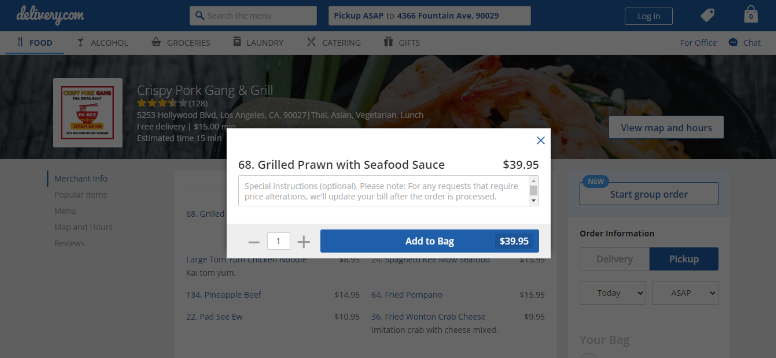 delivery.com
Search the menu
Pickup ASAP to 4366 Fountain Ave, 90029
Log in
0
FOOD
ALCOHOL
GROCERIES
LAUNDRY
CATERING
GIFTS
For Office
Chat
CRISPY PORK GANG
Crispy Pork Gang & Grill
(128)
5253 Hollywood Blvd, Los Angeles, CA, 90027|Thai, Asian, Vegetarian, Lunch
Free delivery | $15.00 min
Estimated time 15 min
View map and hours
68. Grilled Prawn with Seafood Sauce
$39.95
Special instructions (optional). Please note: For any requests that require
price alterations, we'll update your bill after the order is processed.
1
Add to Bag
$39.95
Merchant Info
Popular Items
Menu
Map and Hours
Reviews
68. Grilled
Large Tom Yum Chicken Noodle
$8.95
Kai tom yum.
24. Spaghetti Kee Mow Seafood
$15.95
134. Pineapple Beef
$14.95
64. Fried Pompano
$15.95
22. Pad See Ew
$10.95
36. Fried Wonton Crab Cheese
$9.95
Imitation crab with cheese mixed.
NEW
Start group order
Order Information
Delivery
Pickup
Today
ASAP
Your Bag